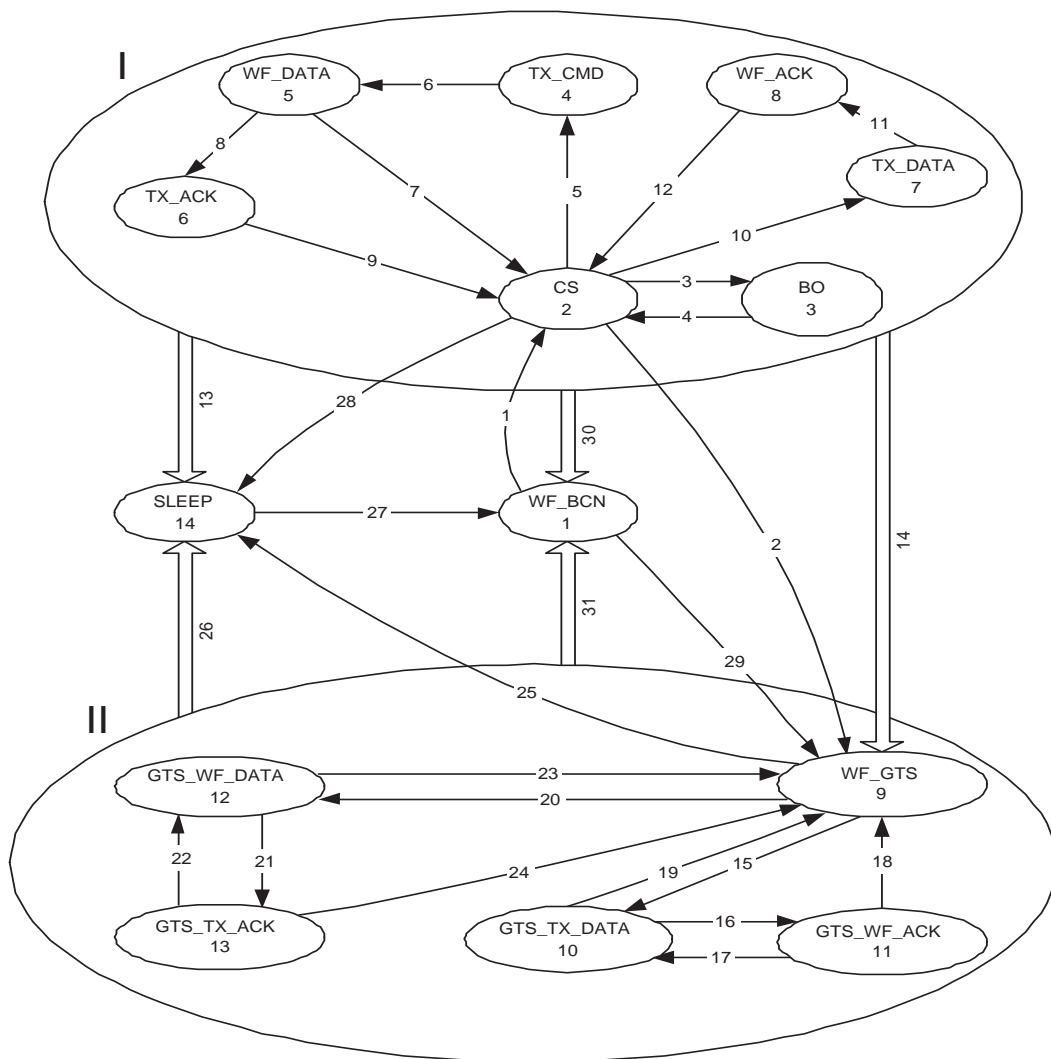 I
WF_DATA
5
6
TX_CMD
4
WF_ACK
8
11
8
TX_DATA
7
TX_ACK
6
7
5
12
10
9
CS
2
3
4
BO
3
13
28
1
30
2
14
SLEEP
14
27
WF_BCN
1
26
31
29
25
II
GTS_WF_DATA
12
23
20
WF_GTS
9
22
21
24
19
15
18
GTS_TX_ACK
13
GTS_TX_DATA
10
16
17
GTS_WF_ACK
11